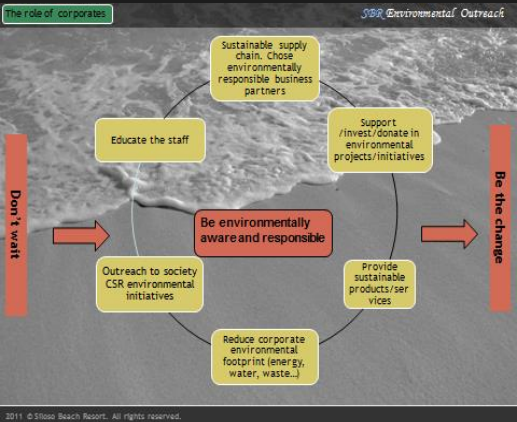 The role of corporates
SBR Environmental Outreach
Sustainable supply
chain. Chose
environmentally
responsible business
partners
Educate the staff
Support
/invest/donate in
environmental
projects/initiatives
Don't wait
Be environmentally
aware and responsible
Be the change
Outreach to society
CSR environmental
initiatives
Provide
sustainable
products/ser
vices
Reduce corporate
environmental
footprint (energy,
water, waste…)
2011 © Siloso Beach Resort. All rights reserved.